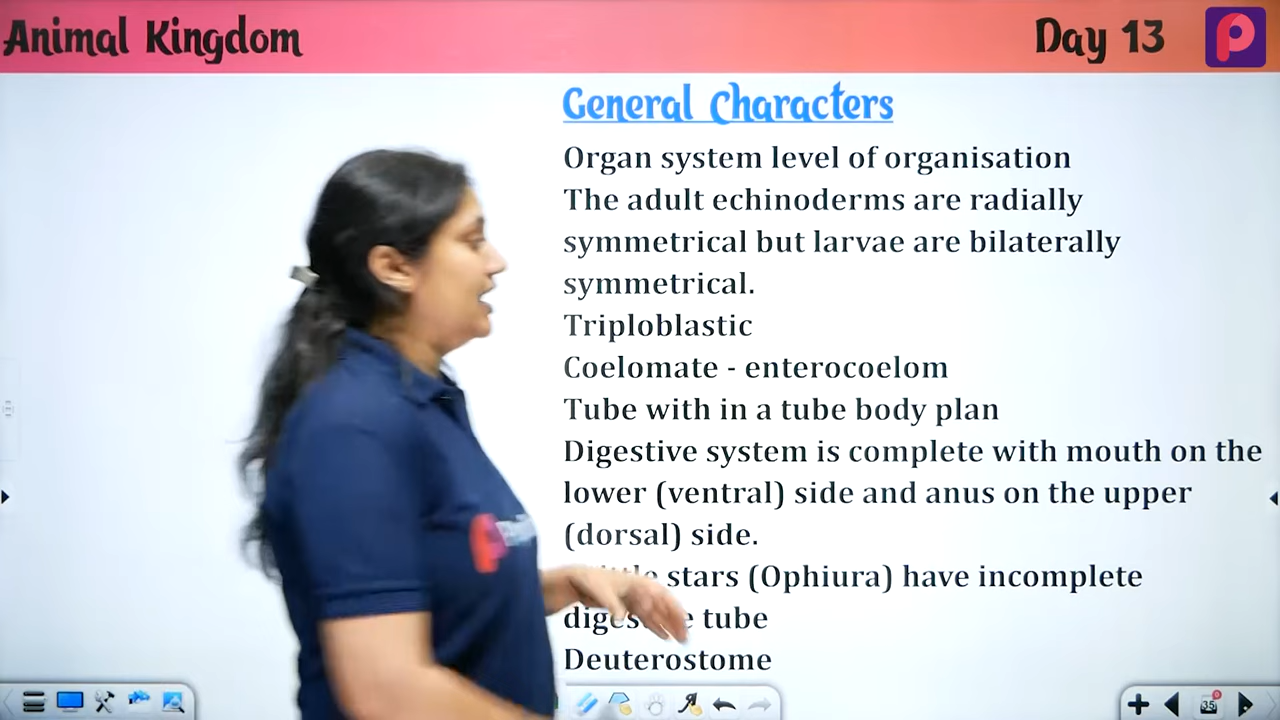 Animal Kingdom
Day 13
General Characters
Organ system level of organisation
The adult echinoderms are radially
symmetrical but larvae are bilaterally
symmetrical.
Triploblastic
Coelomate - enterocoelom
Tube with in a tube body plan
Digestive system is complete with mouth on the
lower (ventral) side and anus on the upper
(dorsal) side.
stars (Ophiura) have incomplete
tube
Deuterostome
35